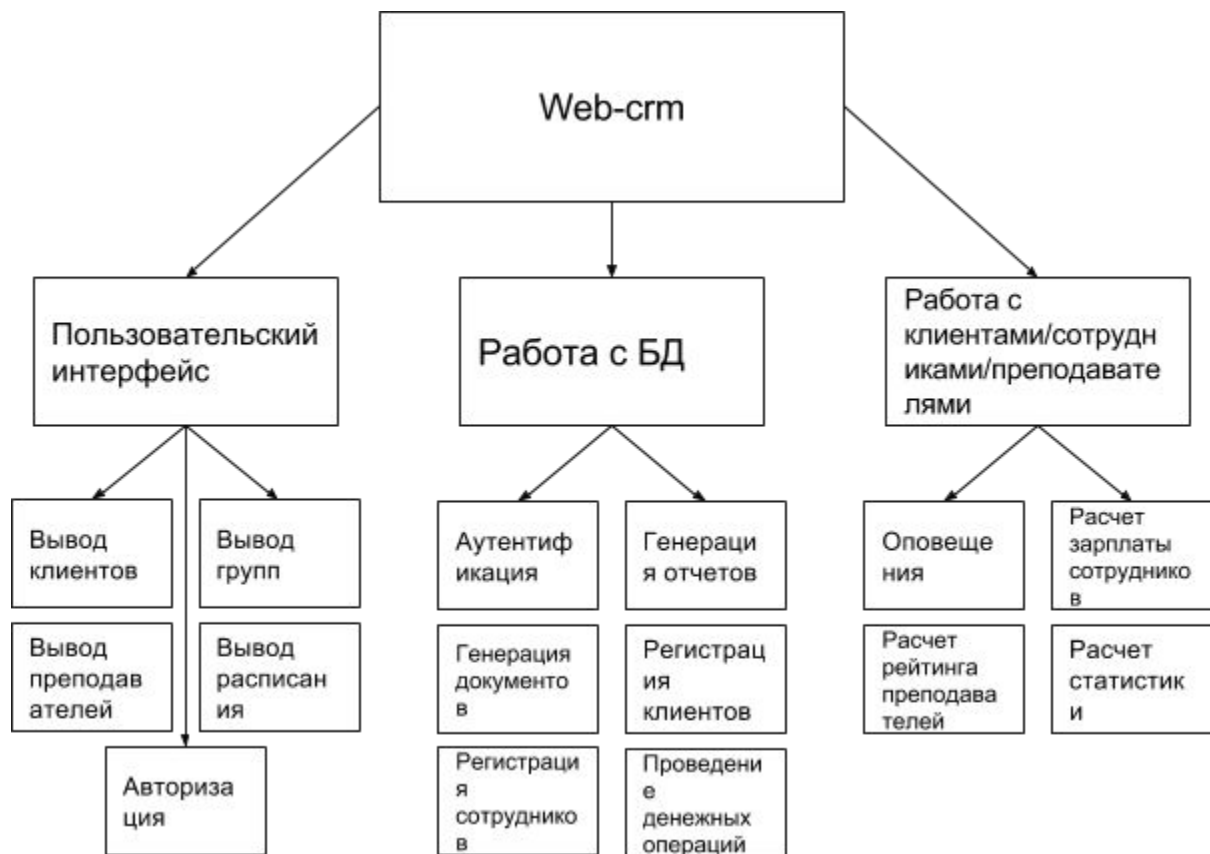 Web-crm
Пользовательский
интерфейс
Работа с БД
Работа с
клиентами/сотрудн
иками/преподавате
лями
Вывод
клиентов
Вывод
групп
Вывод
преподав
ателей
Вывод
расписан
ия
Авториза
ция
Аутентиф
икация
Генераци
я отчетов
Генерация
документо
в
Регистрац
ия
клиентов
Регистраци
я
сотруднико
в
Проведени
е
денежных
операций
Оповеще
ния
Расчет
зарплаты
сотруднико
в
Расчет
рейтинга
преподава
телей
Расчет
статистик
и